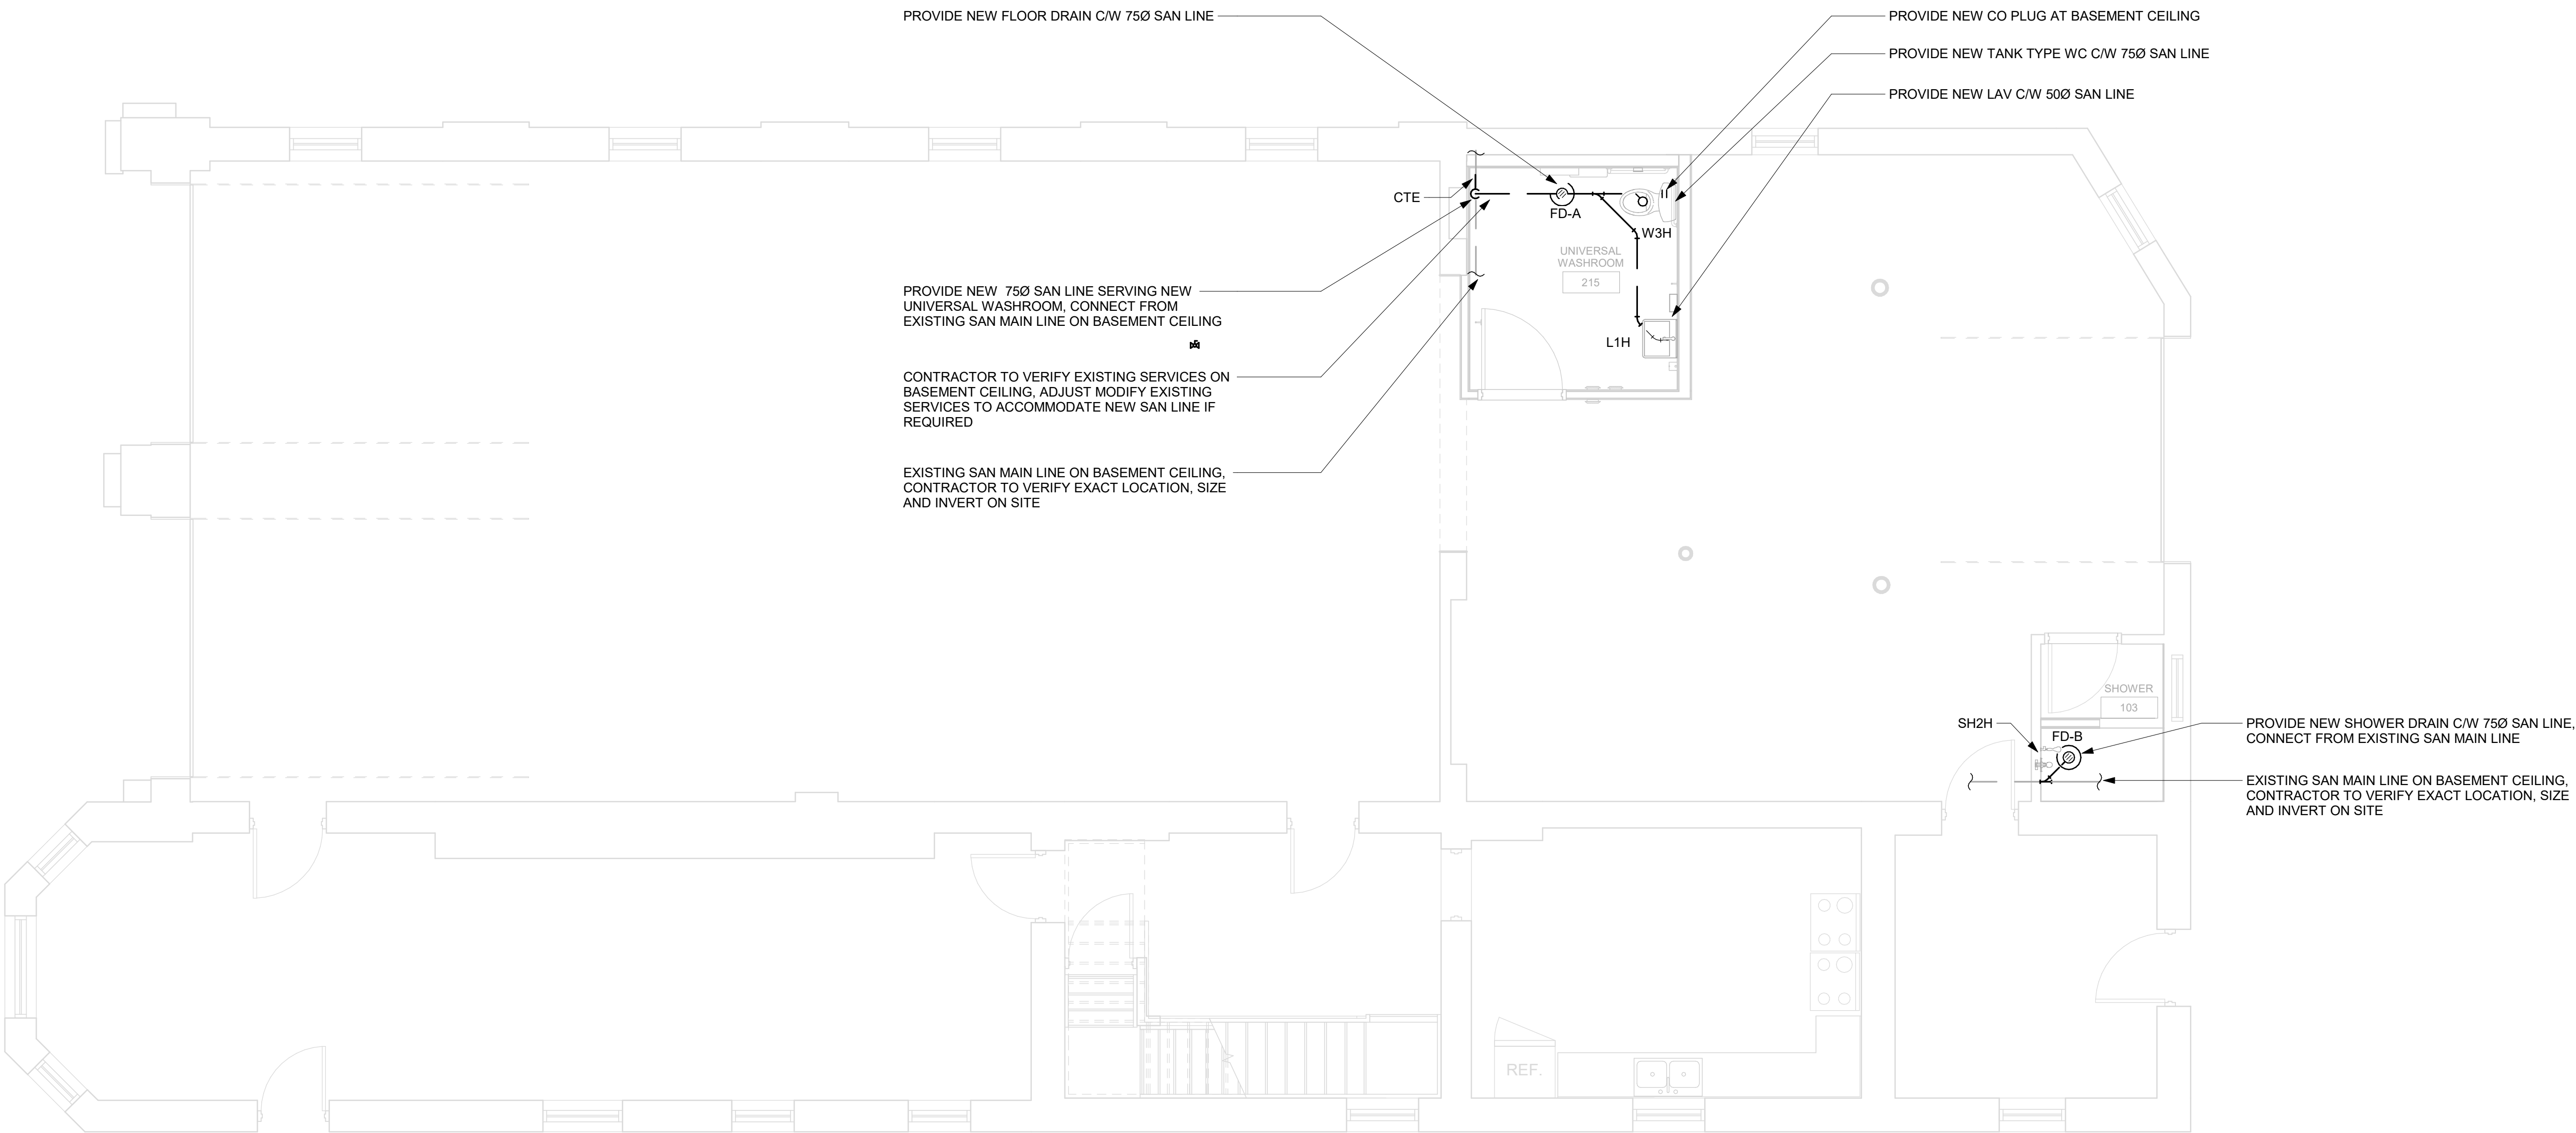 PROVIDE NEW FLOOR DRAIN C/W 75Ø SAN LINE
PROVIDE NEW CO PLUG AT BASEMENT CEILING
PROVIDE NEW TANK TYPE WC C/W 75Ø SAN LINE
PROVIDE NEW LAV C/W 50Ø SAN LINE
CTE
FD-A
W3H
UNIVERSAL
WASHROOM
215
PROVIDE NEW 75Ø SAN LINE SERVING NEW
UNIVERSAL WASHROOM, CONNECT FROM
EXISTING SAN MAIN LINE ON BASEMENT CEILING
L1H
CONTRACTOR TO VERIFY EXISTING SERVICES ON
BASEMENT CEILING, ADJUST MODIFY EXISTING
SERVICES TO ACCOMMODATE NEW SAN LINE IF
REQUIRED
EXISTING SAN MAIN LINE ON BASEMENT CEILING,
CONTRACTOR TO VERIFY EXACT LOCATION, SIZE
AND INVERT ON SITE
SHOWER
103
SH2H
FD-B
PROVIDE NEW SHOWER DRAIN C/W 75Ø SAN LINE,
CONNECT FROM EXISTING SAN MAIN LINE
EXISTING SAN MAIN LINE ON BASEMENT CEILING,
CONTRACTOR TO VERIFY EXACT LOCATION, SIZE
AND INVERT ON SITE
REF.